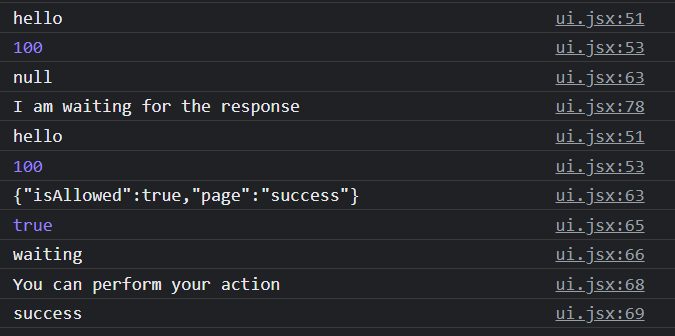 hello ui.jsx:51
100 ui.jsx:53
null ui.jsx:63
I am waiting for the response ui.jsx:78
hello ui.jsx:51
100 ui.jsx:53
{"isAllowed":true,"page":"success"} ui.jsx:63
true ui.jsx:65
waiting ui.jsx:66
You can perform your action ui.jsx:68
success ui.jsx:69